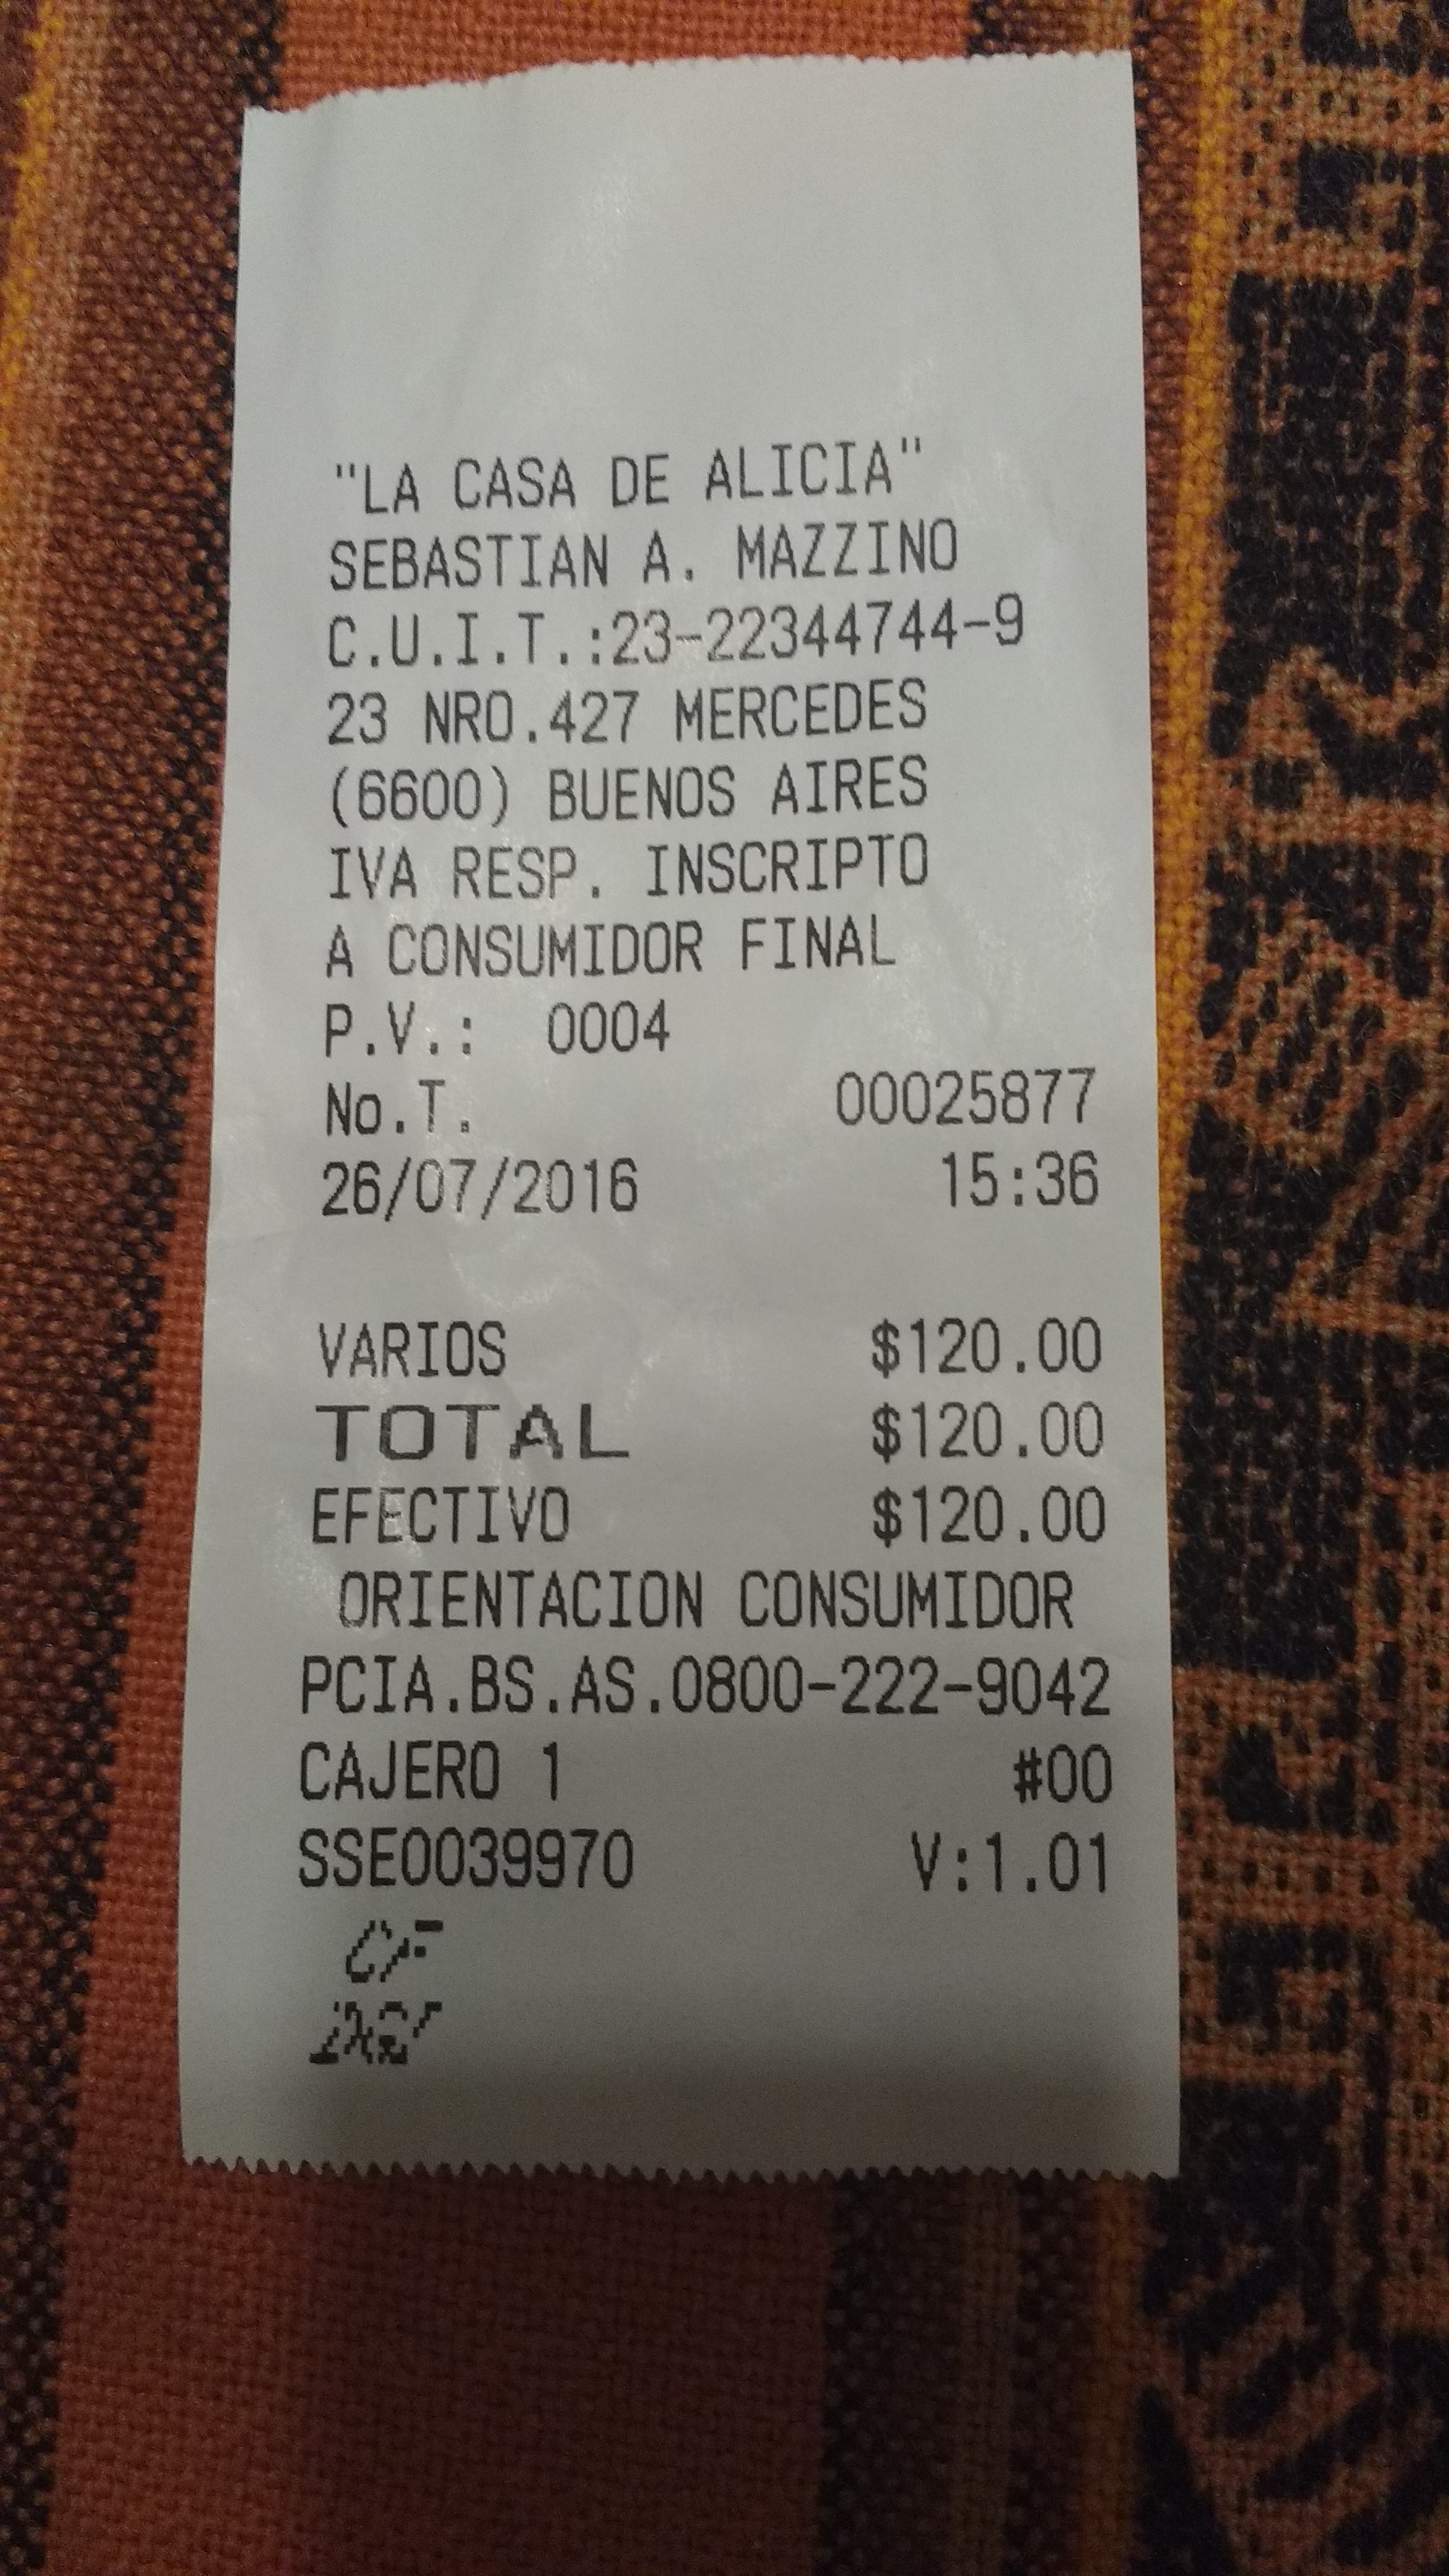 "LA CASA DE ALICIA"
SEBASTIAN A. MAZZINO
C.U.I.T.:23-22344744-9
23 NRO.427 MERCEDES
(6600) BUENOS AIRES
IVA RESP. INSCRIPTO
A CONSUMIDOR FINAL
P.V.: 0004
No.T. 00025877
26/07/2016 15:36
VARIOS $120.00
TOTAL $120.00
EFECTIVO $120.00
ORIENTACION CONSUMIDOR
PCIA.BS.AS.0800-222-9042
CAJERO 1 #00
SSE0039970 V:1.01
CF